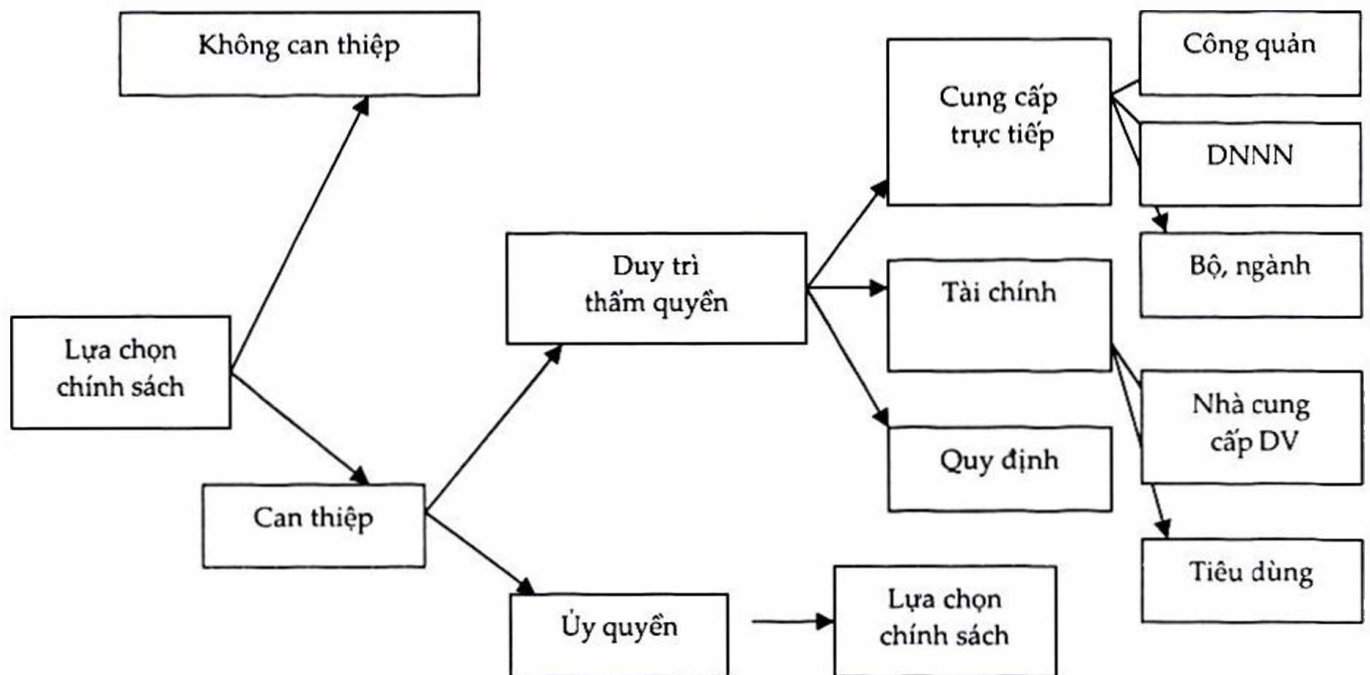 Không can thiệp
Công quản
Cung cấp
trực tiếp
DNNN
Duy trì
thẩm quyền
Bộ, ngành
Tài chính
Lựa chọn
chính sách
Nhà cung
cấp DV
Quy định
Can thiệp
Tiêu dùng
Ủy quyền
Lựa chọn
chính sách